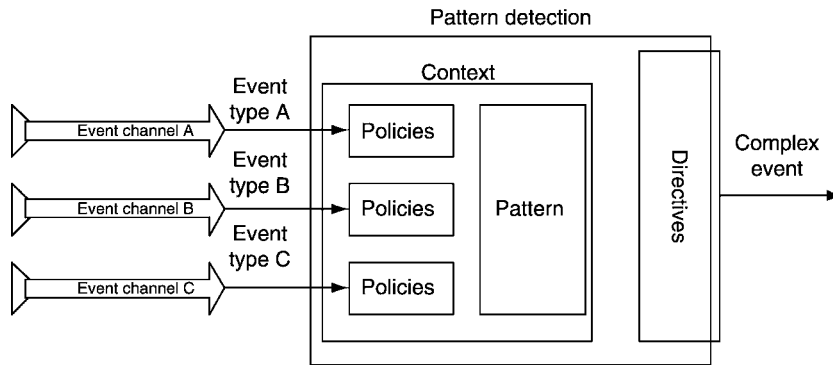 Pattern detection
Context
Event
type A
Event channel A
Policies
Event
type B
Event channel B
Policies
Event
type C
Event channel C
Policies
Pattern
Directives
Complex
event